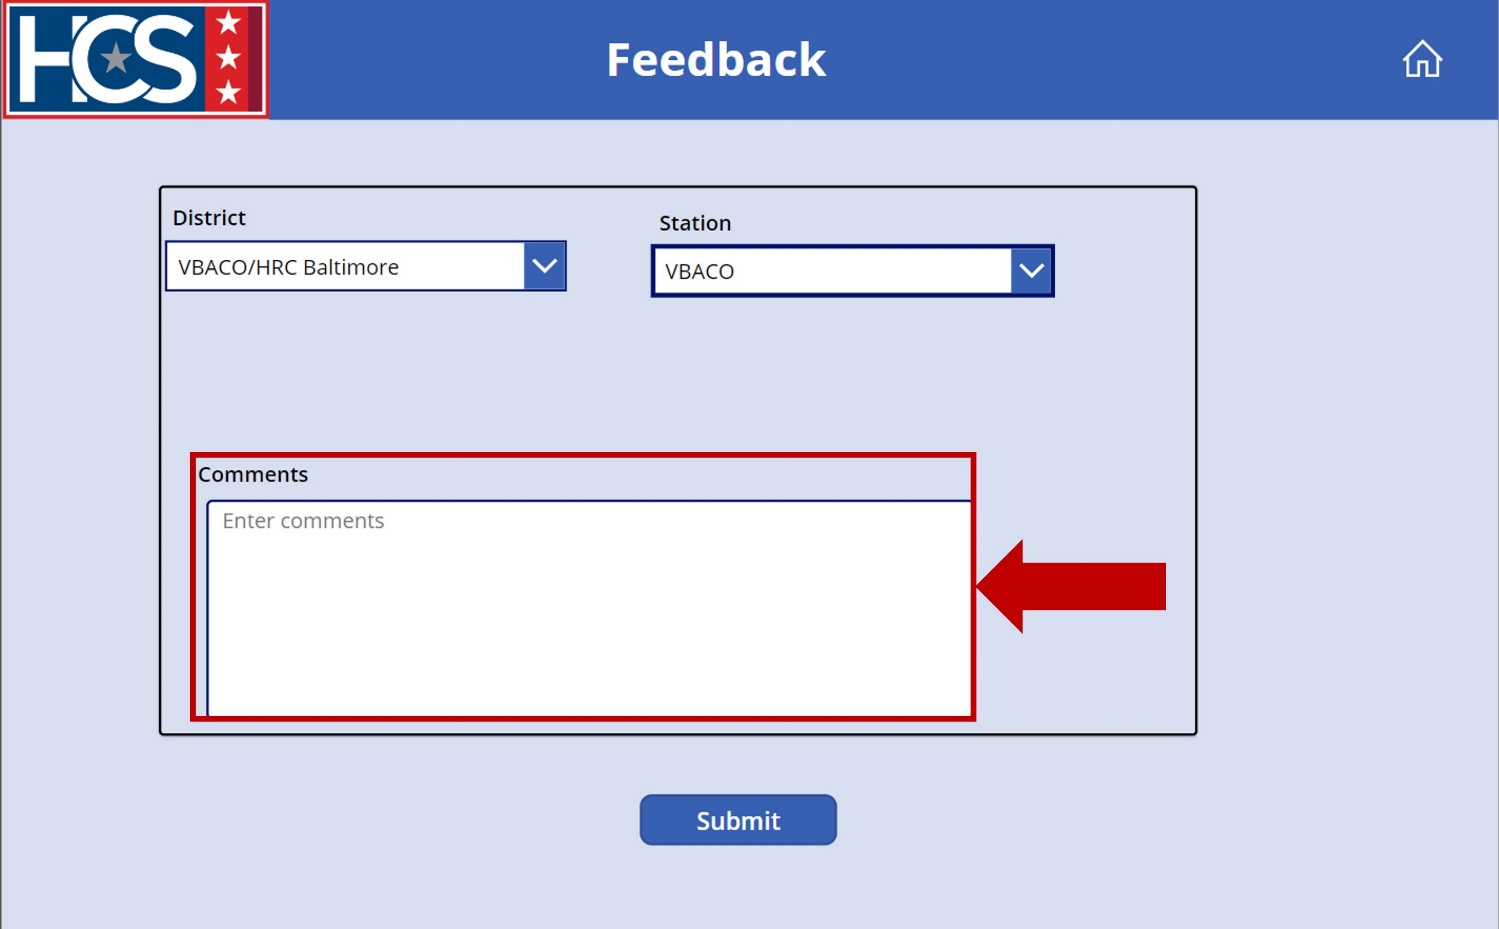 HCS
Feedback
District
Station
VBACO/HRC Baltimore
VBACO
Comments
Enter comments
Submit